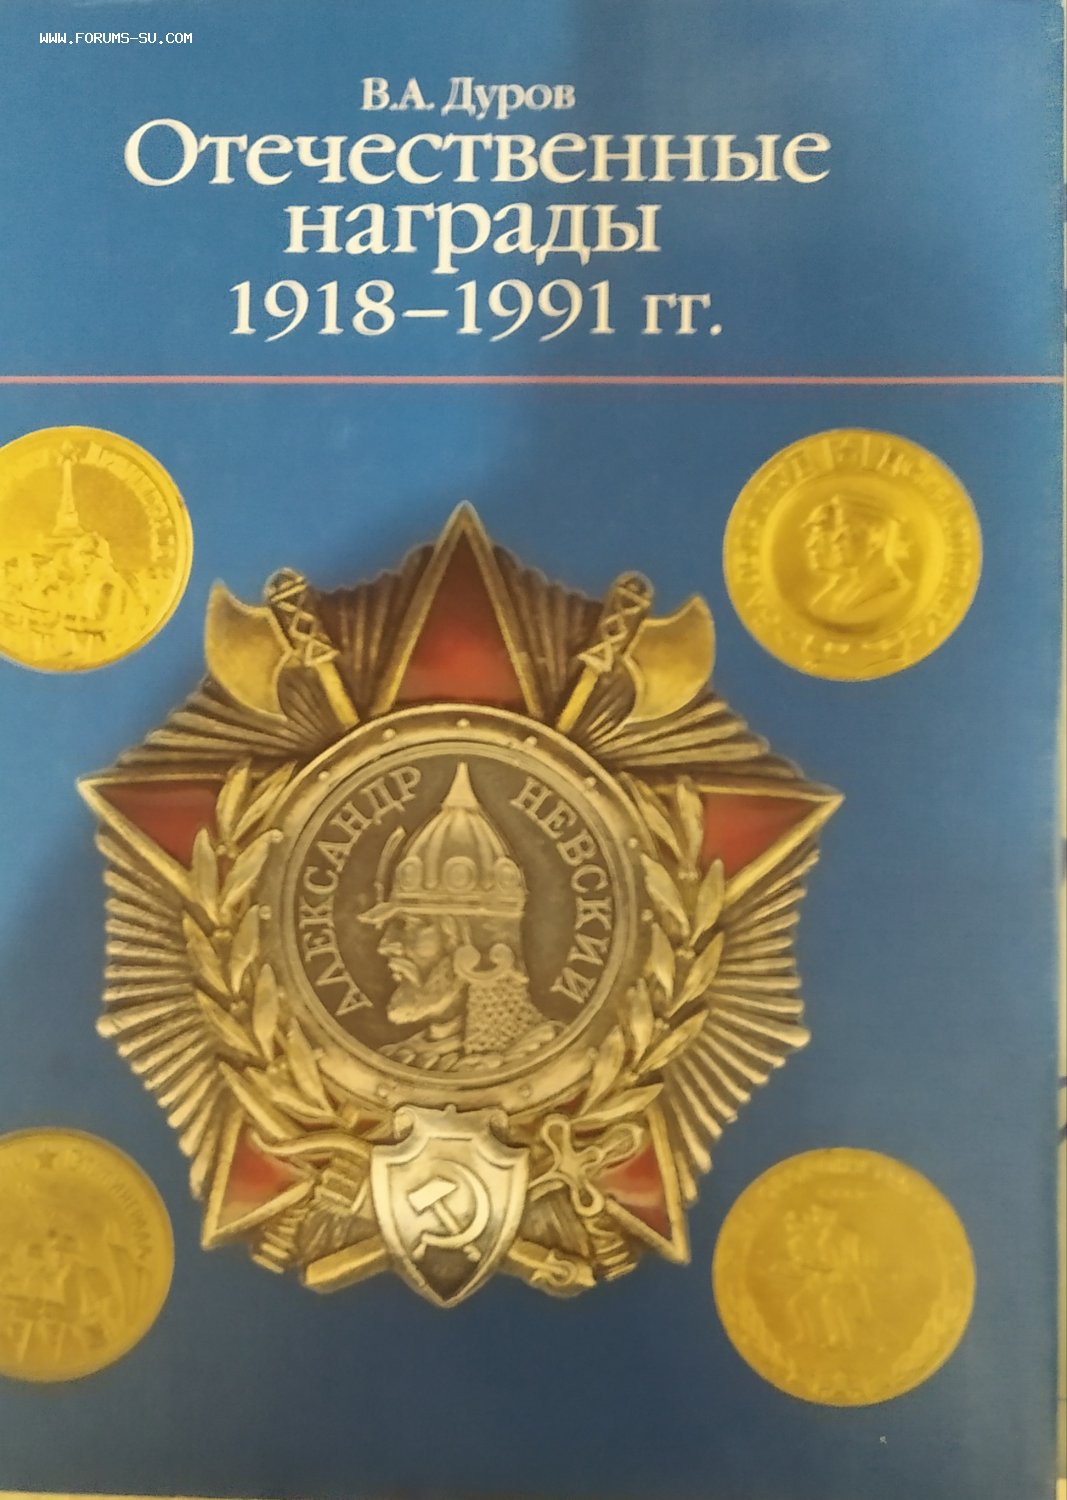 WWW.FORUMS-SU.COM
В.А. Дуров
Отечественные
награды
1918–1991 гг.
АЛЕКСАНДР НЕВСКИЙ